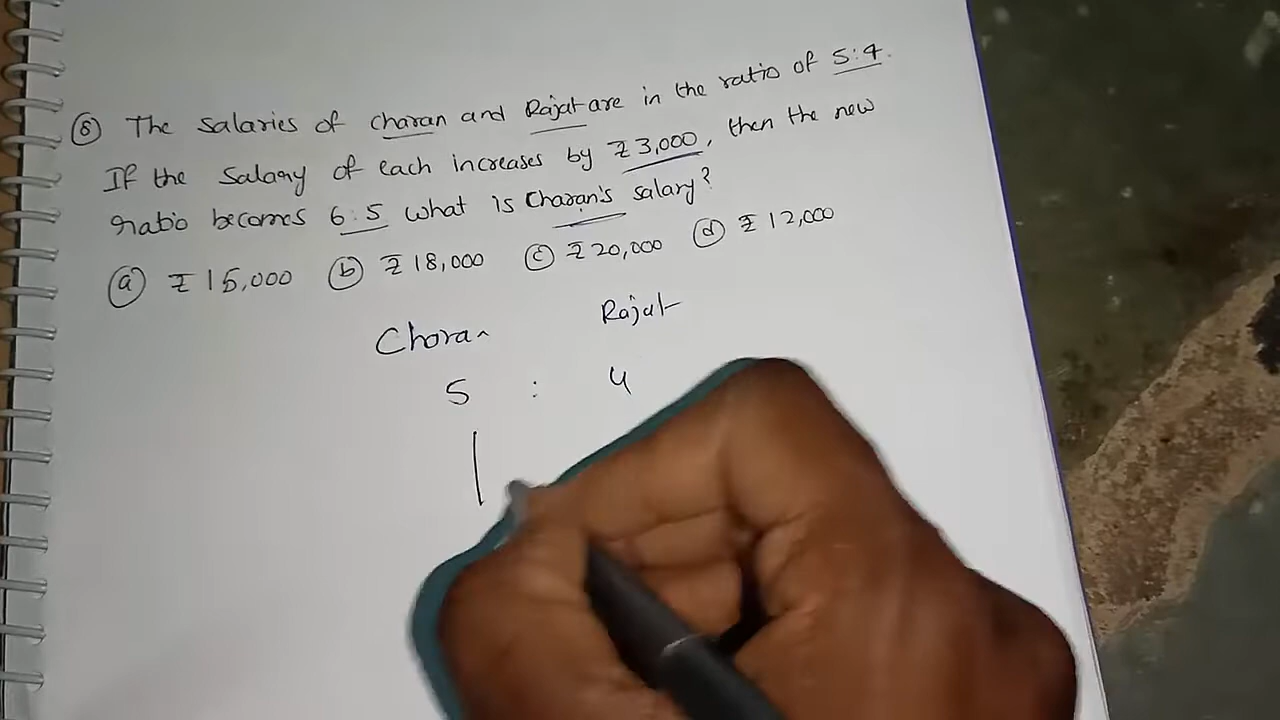 ⑧ The salaries of charan and Rajat are in the ratio of 5:4.
If the salary of each increases by ₹3,000, then the new
ratio becomes 6:5 what is Charan's salary?
ⓐ ₹15,000 ⓑ ₹18,000 ⓒ ₹20,000 ⓓ ₹12,000
Charan Rajat
5 : 4